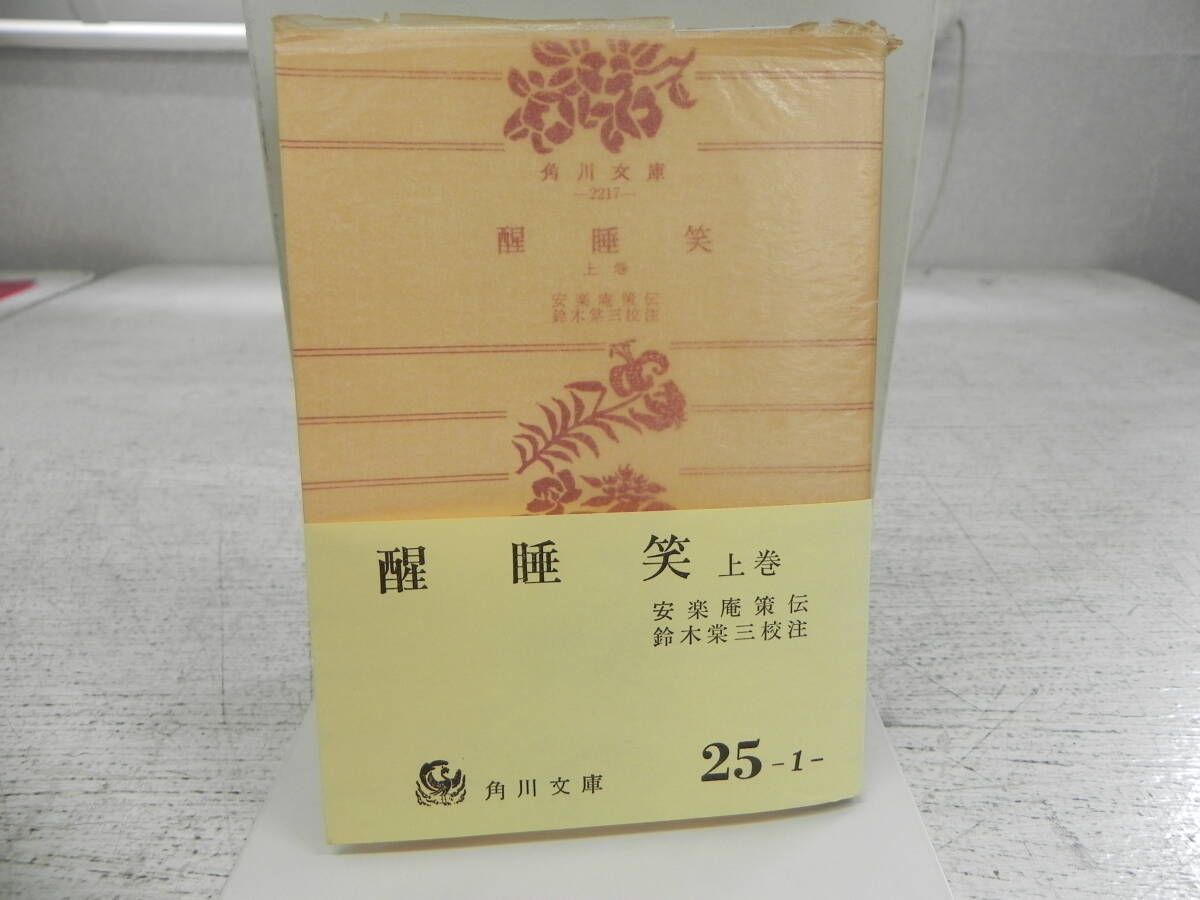 角川文庫
—2217—
醒睡笑
上巻
安楽庵策伝
鈴木棠三校注
醒睡笑 上巻
安楽庵策伝
鈴木棠三校注
角川文庫
25-1-